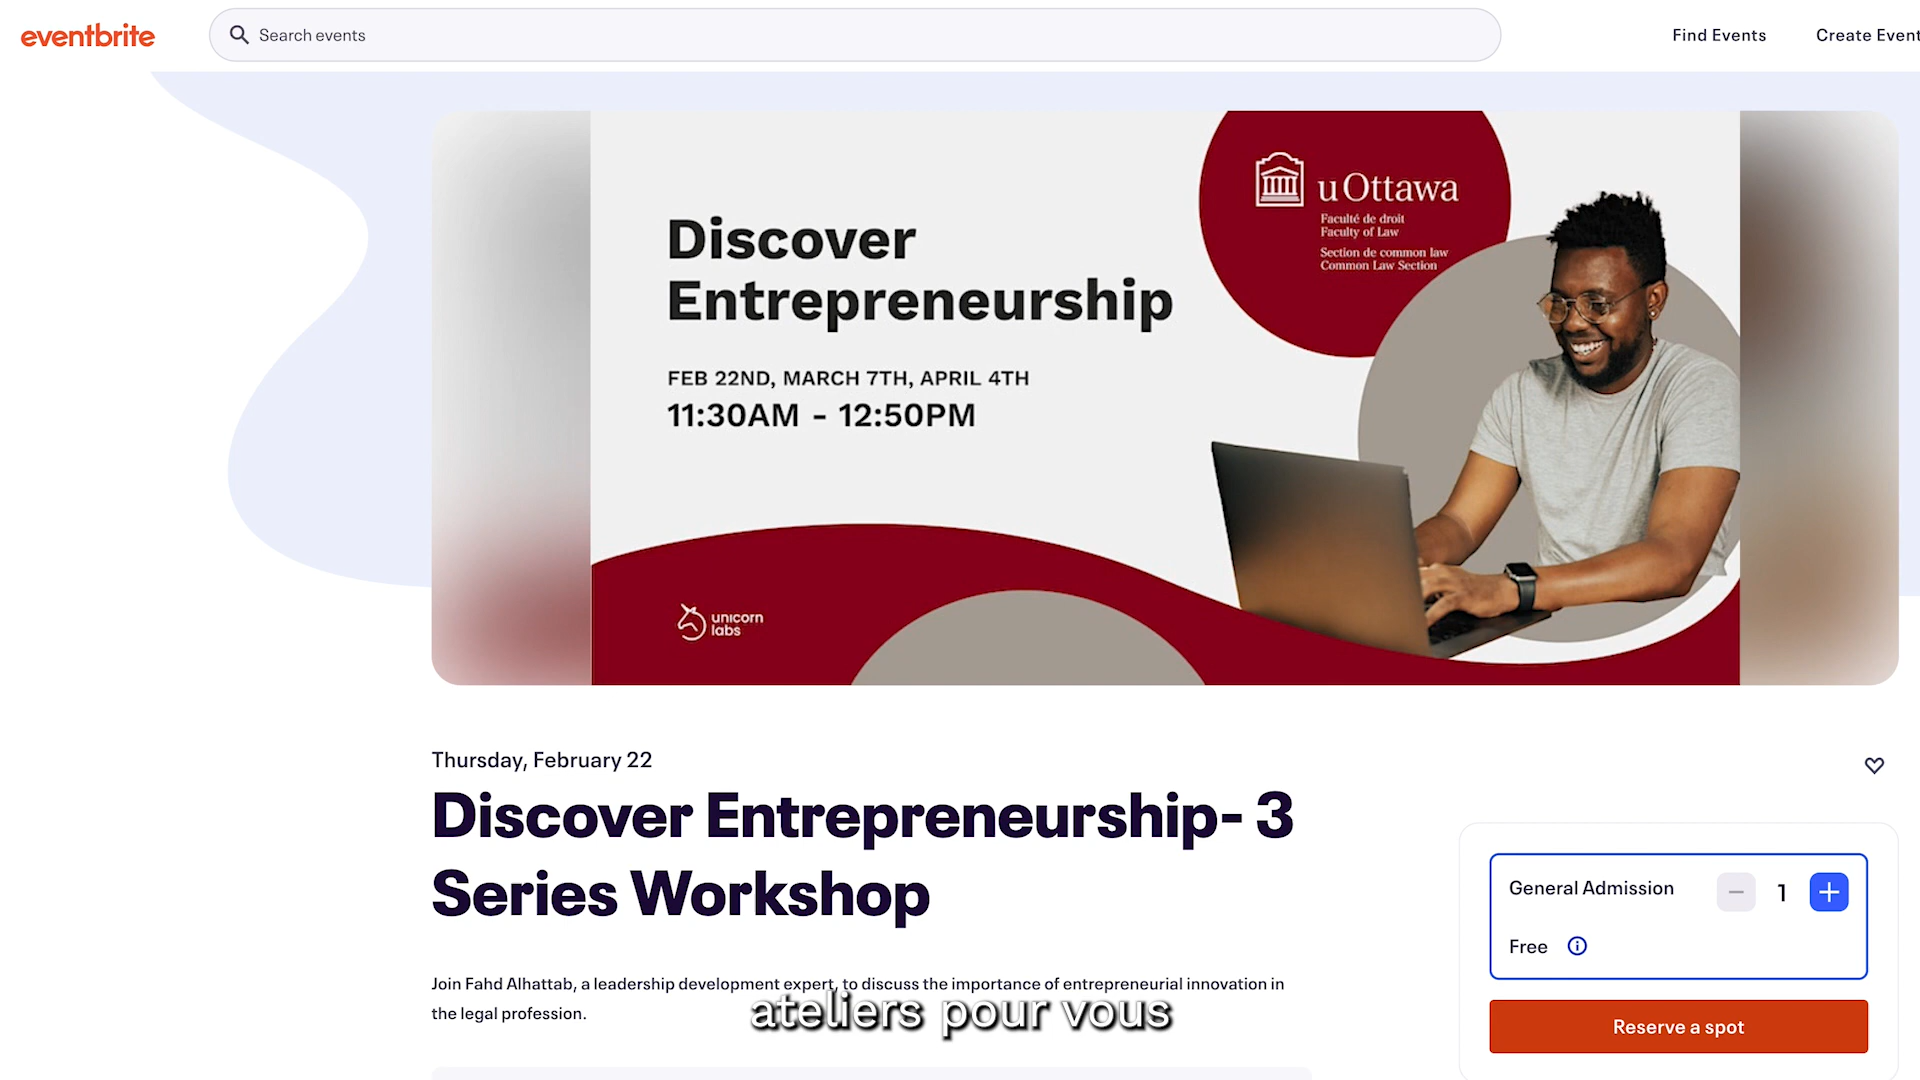 eventbrite
Search events
Find Events
Create Event
uOttawa
Faculté de droit
Faculty of Law
Section de common law
Common Law Section
Discover
Entrepreneurship
FEB 22ND, MARCH 7TH, APRIL 4TH
11:30AM - 12:50PM
unicorn
labs
Thursday, February 22
Discover Entrepreneurship- 3
Series Workshop
General Admission
1
Free
Join Fahd Alhattab, a leadership development expert, to discuss the importance of entrepreneurial innovation in
the legal profession.
ateliers pour vous
Reserve a spot